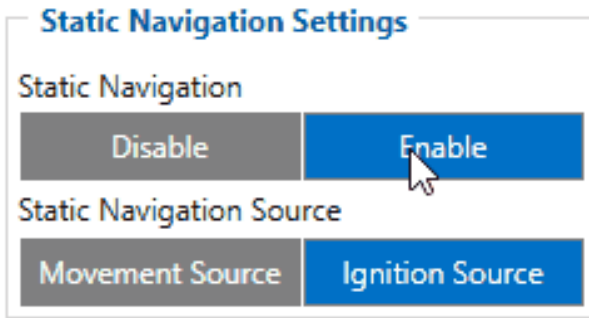 Static Navigation Settings
Static Navigation
Disable Enable
Static Navigation Source
Movement Source Ignition Source